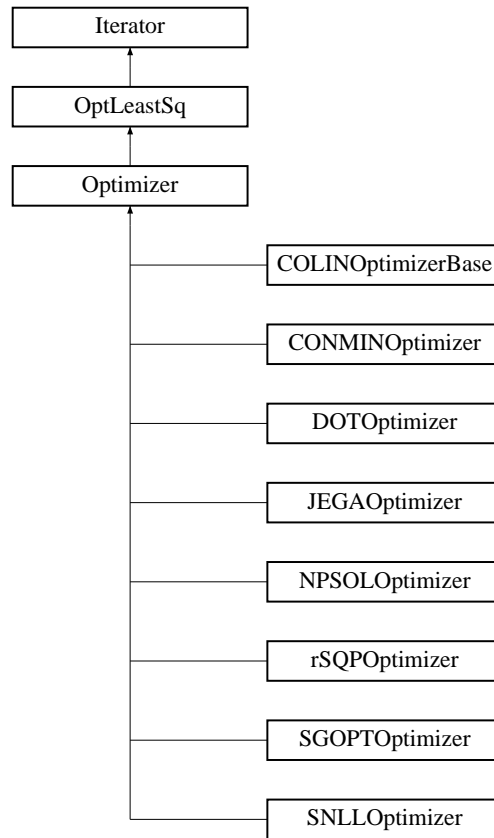 Iterator
OptLeastSq
Optimizer
COLINOptimizerBase
CONMINOptimizer
DOTOptimizer
JEGAOptimizer
NPSOLOptimizer
rSQPOptimizer
SGOPTOptimizer
SNLLOptimizer